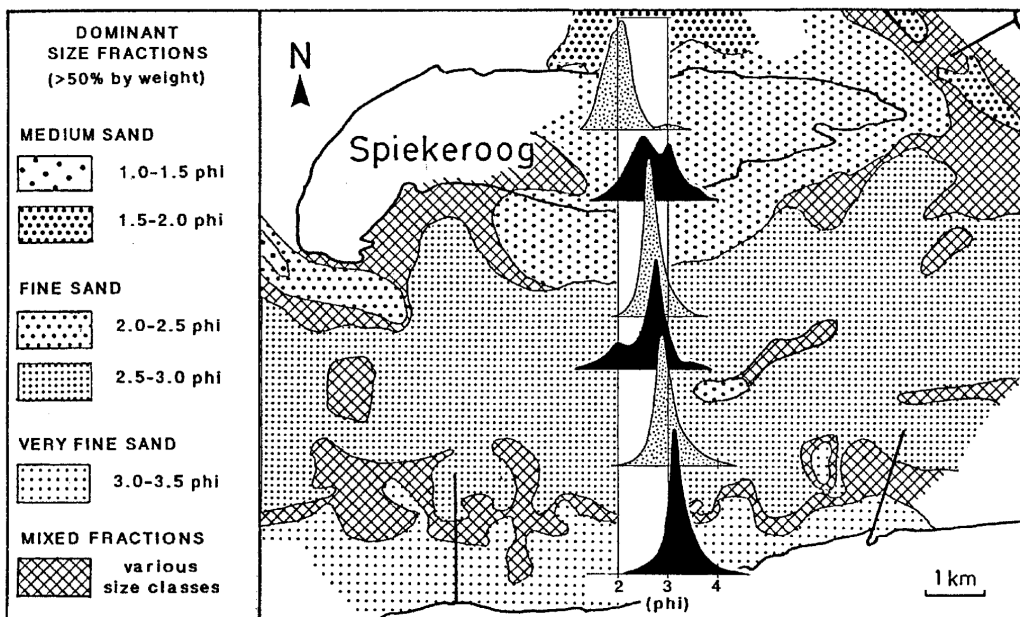 DOMINANT
SIZE FRACTIONS
(>50% by weight)
MEDIUM SAND
1.0-1.5 phi
1.5-2.0 phi
FINE SAND
2.0-2.5 phi
2.5-3.0 phi
VERY FINE SAND
3.0-3.5 phi
MIXED FRACTIONS
various
size classes
N
Spiekeroog
2 3 4
(phi)
1 km